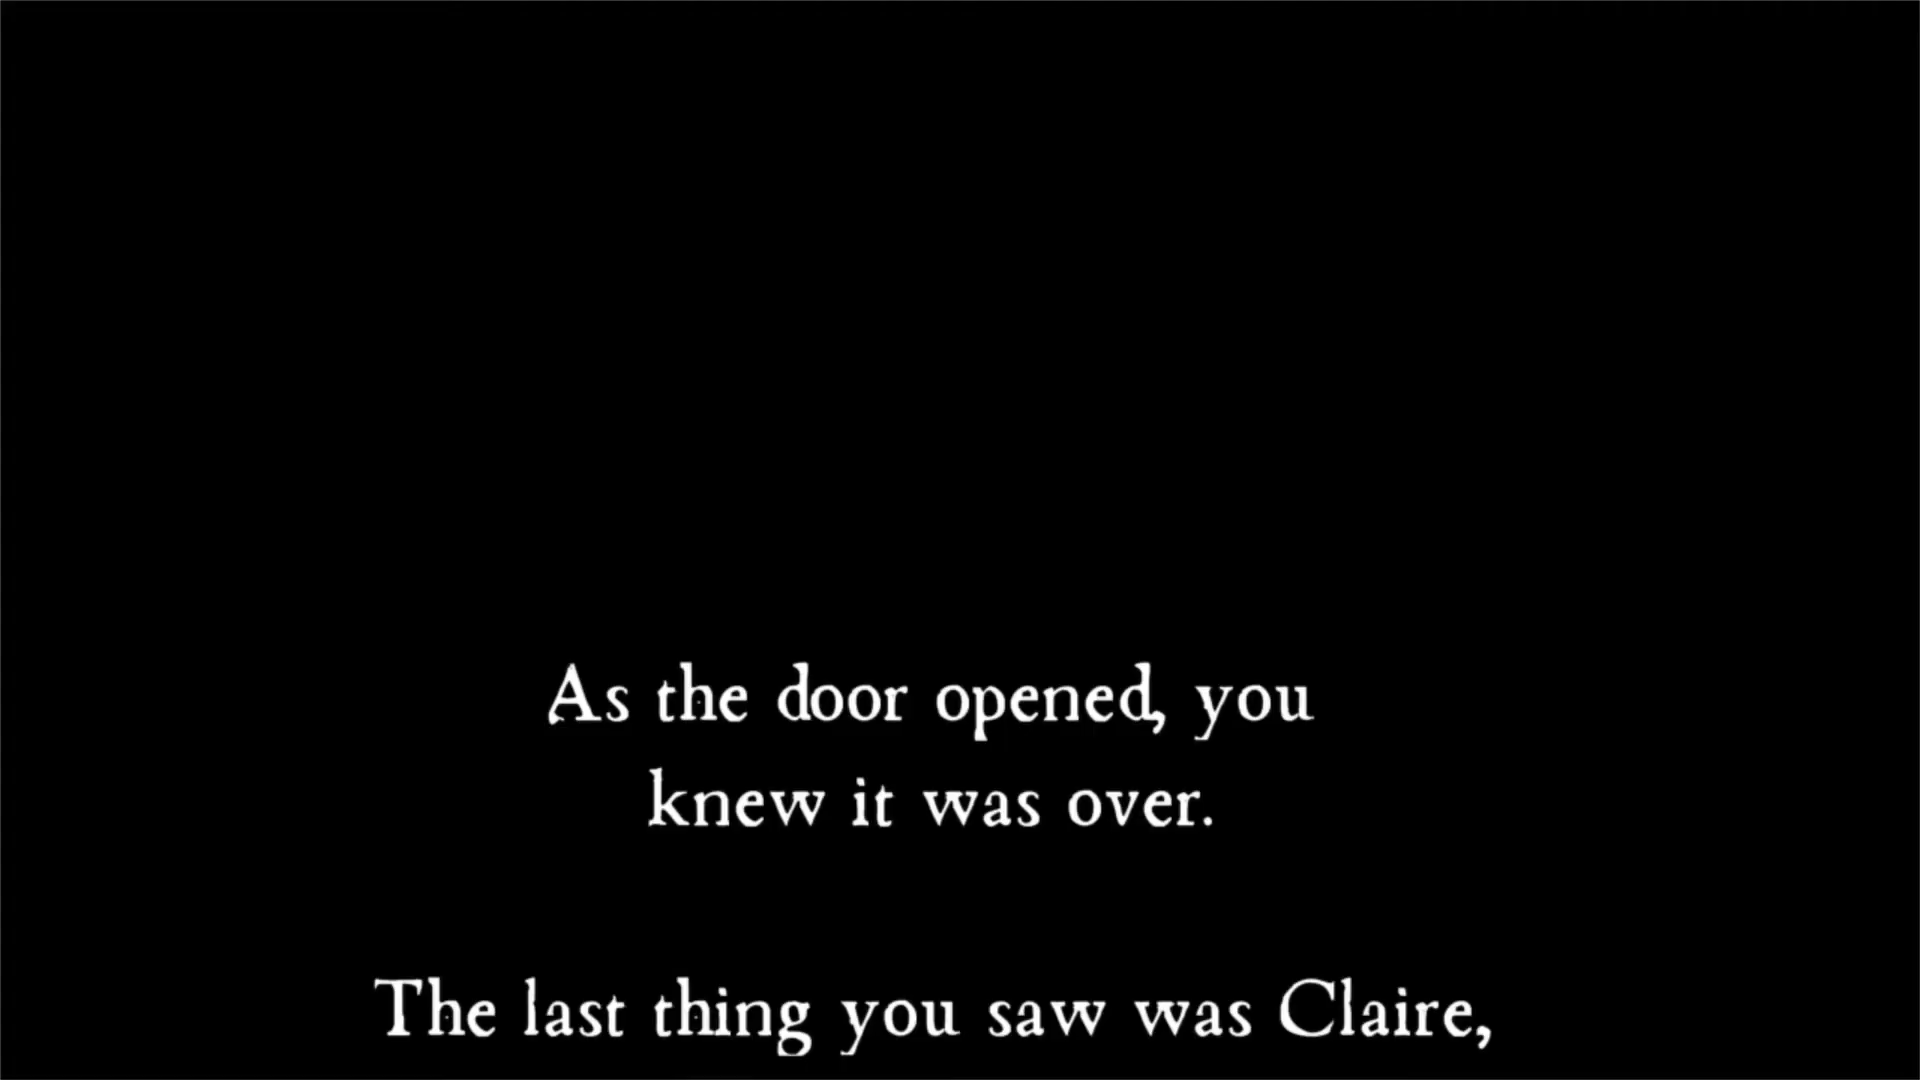 As the door opened, you
knew it was over.
The last thing you saw was Claire,